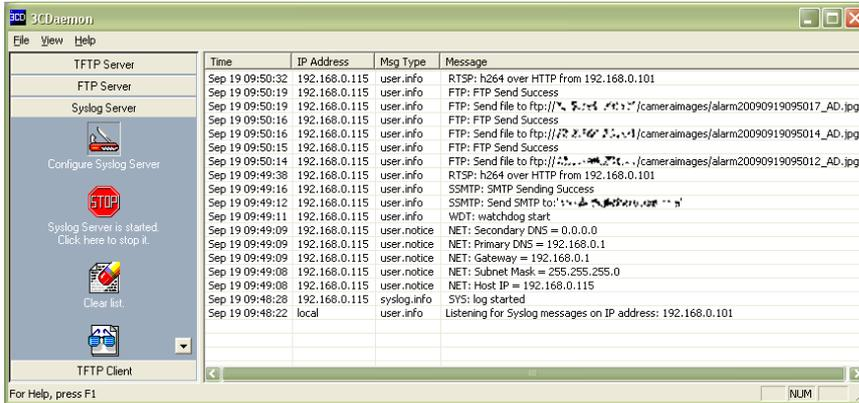 3CD 3CDaemon
File View Help
TFTP Server
FTP Server
Syslog Server
Configure Syslog Server
STOP
Syslog Server is started.
Click here to stop it.
Clear list.
TFTP Client
Time IP Address Msg Type Message
Sep 19 09:50:32 192.168.0.115 user.info RTSP: h264 over HTTP from 192.168.0.101
Sep 19 09:50:19 192.168.0.115 user.info FTP: FTP Send Success
Sep 19 09:50:19 192.168.0.115 user.info FTP: Send file to ftp:// /cameraimages/alarm20090919095017_AD.jpg
Sep 19 09:50:16 192.168.0.115 user.info FTP: FTP Send Success
Sep 19 09:50:16 192.168.0.115 user.info FTP: Send file to ftp:// /cameraimages/alarm20090919095014_AD.jpg
Sep 19 09:50:15 192.168.0.115 user.info FTP: FTP Send Success
Sep 19 09:50:14 192.168.0.115 user.info FTP: Send file to ftp:// /cameraimages/alarm20090919095012_AD.jpg
Sep 19 09:49:38 192.168.0.115 user.info RTSP: h264 over HTTP from 192.168.0.101
Sep 19 09:49:16 192.168.0.115 user.info SSMTP: SMTP Sending Success
Sep 19 09:49:12 192.168.0.115 user.info SSMTP: Send SMTP to:'
Sep 19 09:49:11 192.168.0.115 user.info WDT: watchdog start
Sep 19 09:49:09 192.168.0.115 user.notice NET: Secondary DNS = 0.0.0.0
Sep 19 09:49:09 192.168.0.115 user.notice NET: Primary DNS = 192.168.0.1
Sep 19 09:49:09 192.168.0.115 user.notice NET: Gateway = 192.168.0.1
Sep 19 09:49:08 192.168.0.115 user.notice NET: Subnet Mask = 255.255.255.0
Sep 19 09:49:08 192.168.0.115 user.notice NET: Host IP = 192.168.0.115
Sep 19 09:48:28 192.168.0.115 syslog.info SYS: log started
Sep 19 09:48:22 local user.info Listening for Syslog messages on IP address: 192.168.0.101
For Help, press F1
NUM